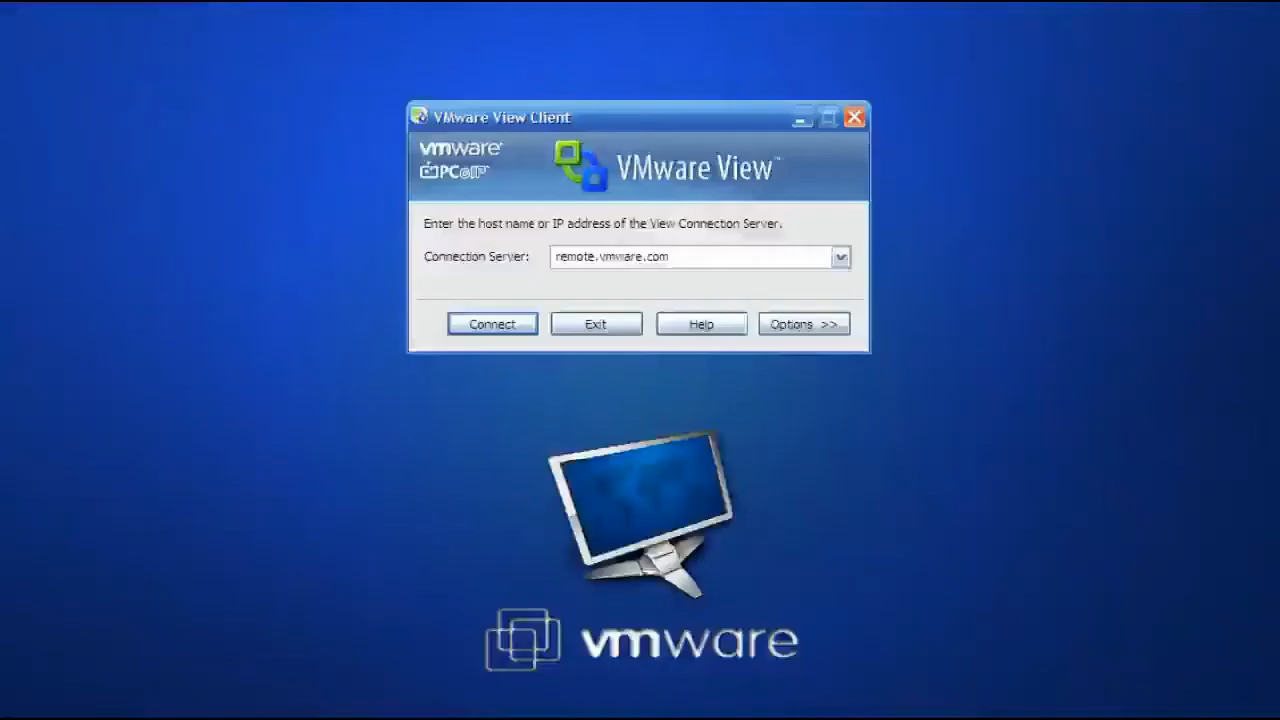 VMware View Client
vmware®
PCoIP™
VMware View™
Enter the host name or IP address of the View Connection Server.
Connection Server: remote.vmware.com
Connect Exit Help Options >>
vmware